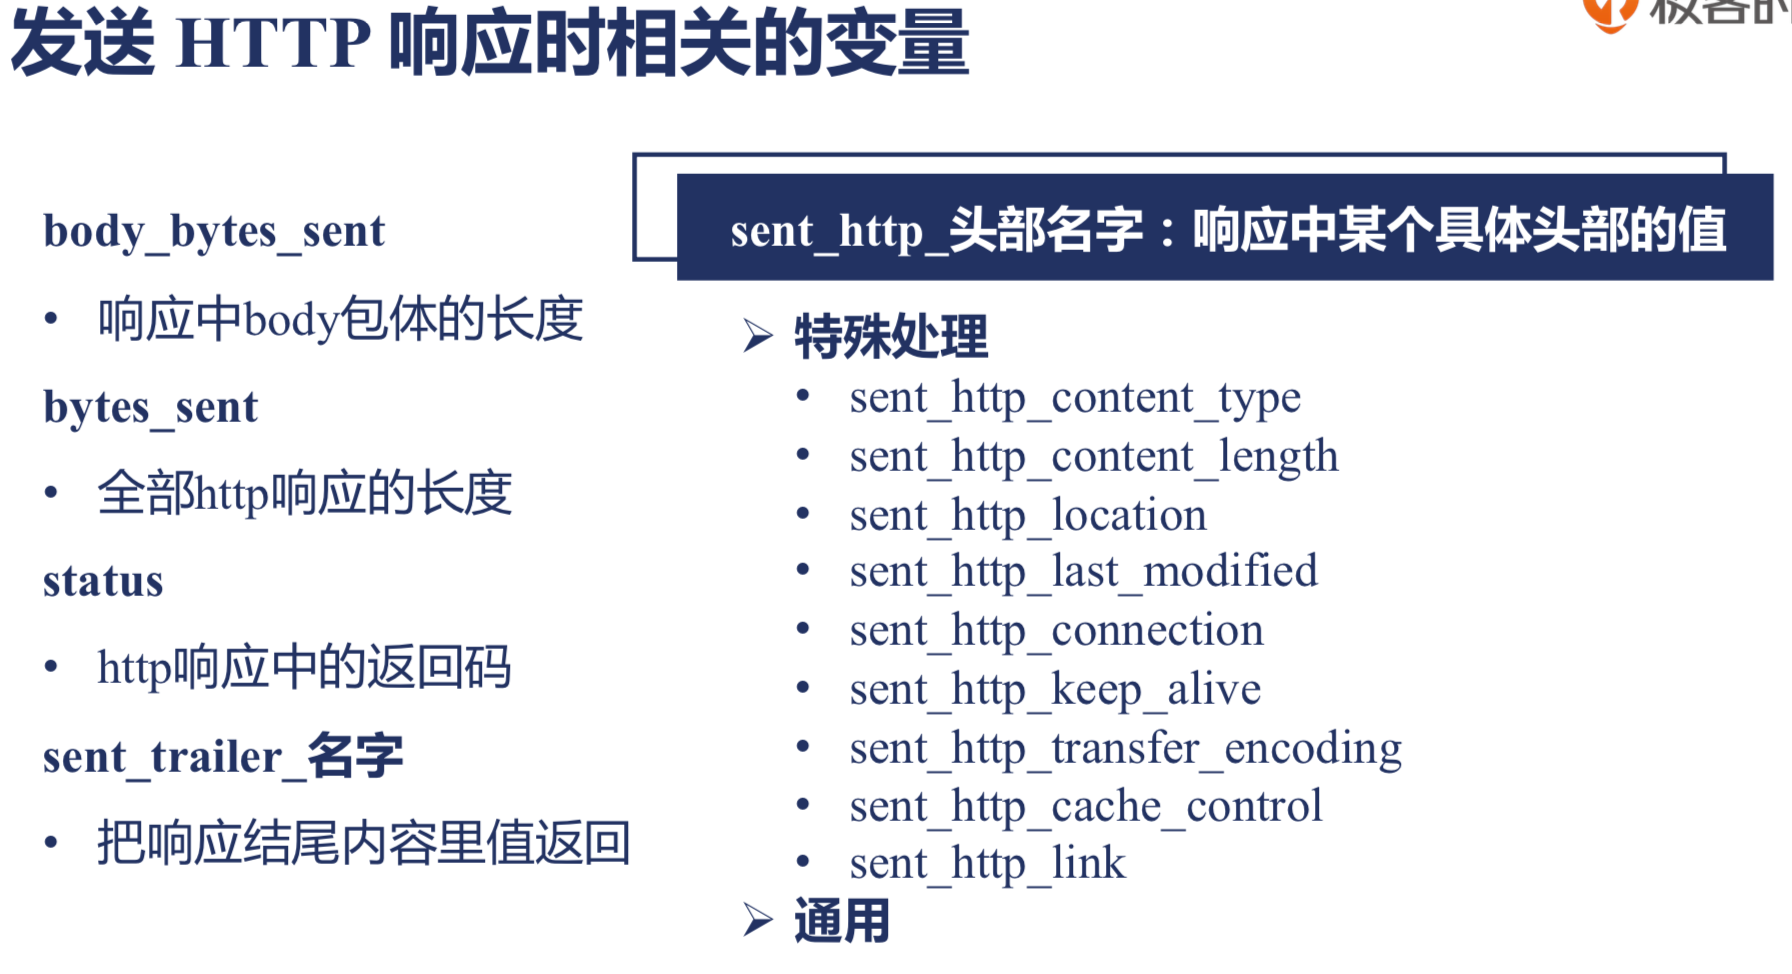 发送 HTTP 响应时相关的变量
极客时
body_bytes_sent
• 响应中body包体的长度
bytes_sent
• 全部http响应的长度
status
• http响应中的返回码
sent_trailer_名字
• 把响应结尾内容里值返回
sent_http_头部名字：响应中某个具体头部的值
➢ 特殊处理
• sent_http_content_type
• sent_http_content_length
• sent_http_location
• sent_http_last_modified
• sent_http_connection
• sent_http_keep_alive
• sent_http_transfer_encoding
• sent_http_cache_control
• sent_http_link
➢ 通用